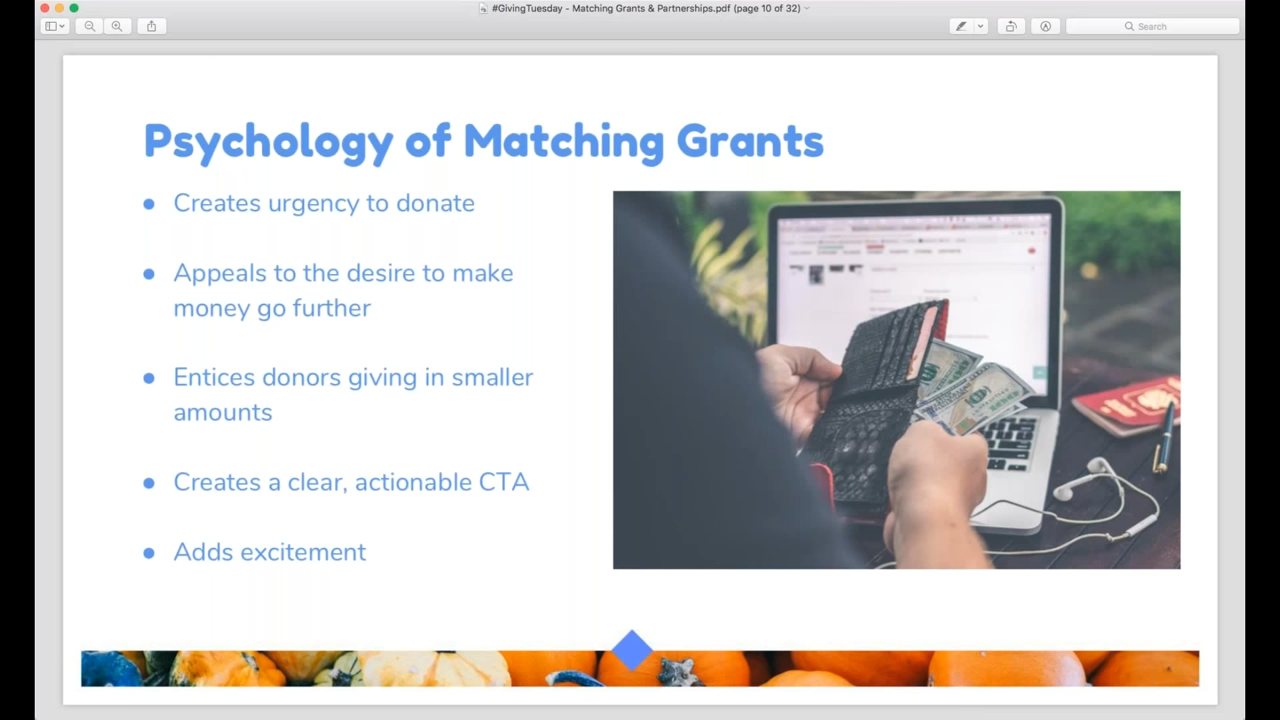 #GivingTuesday - Matching Grants & Partnerships.pdf (page 10 of 32)
Search
Psychology of Matching Grants
● Creates urgency to donate
● Appeals to the desire to make
money go further
● Entices donors giving in smaller
amounts
● Creates a clear, actionable CTA
● Adds excitement